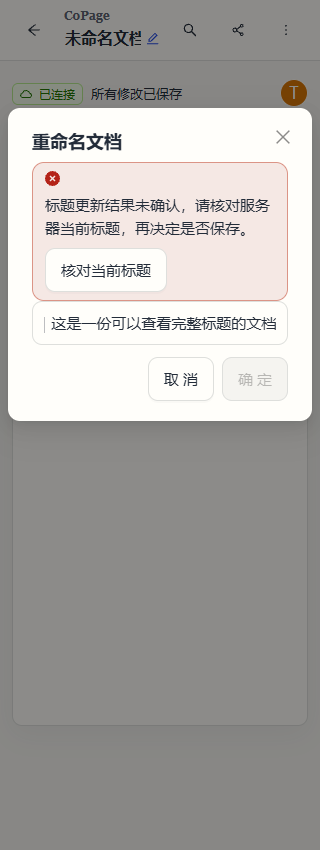 CoPage
未命名文档
已连接 所有修改已保存
T
重命名文档
标题更新结果未确认，请核对服务
器当前标题，再决定是否保存。
核对当前标题
这是一份可以查看完整标题的文档
取 消 确 定